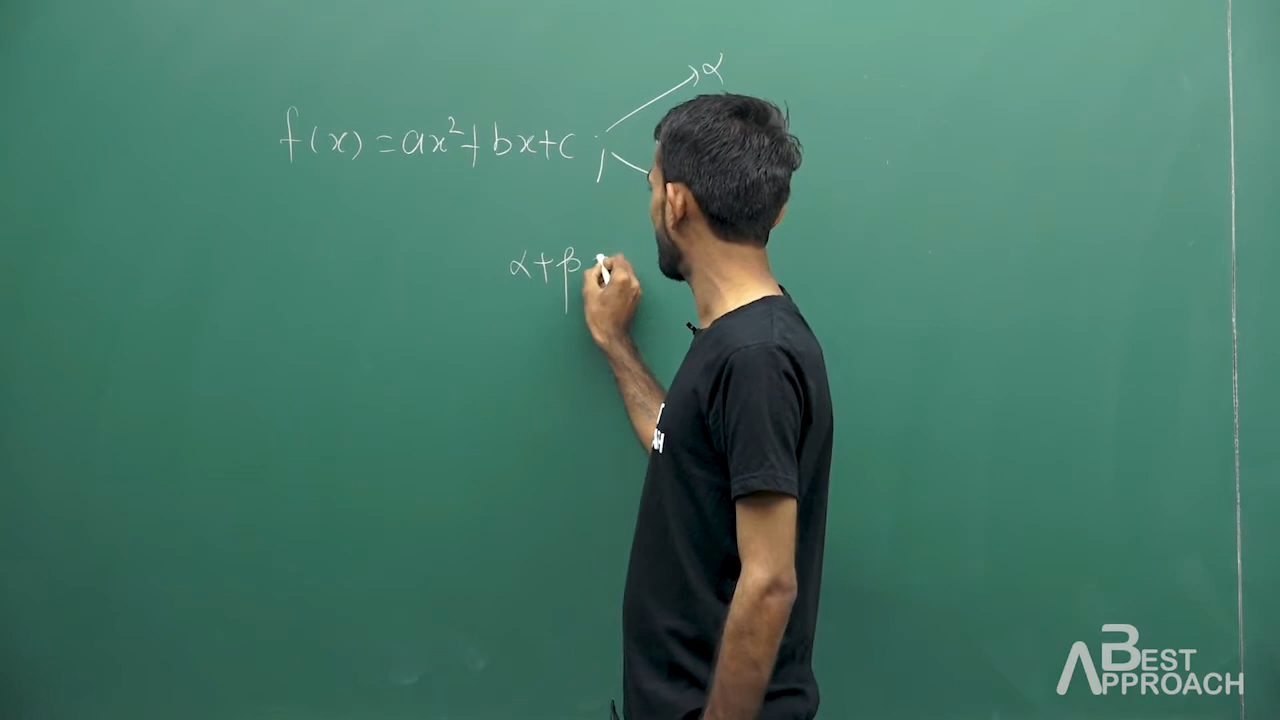 α
f(x) = ax²+ bx+c
α+β
BEST
APPROACH